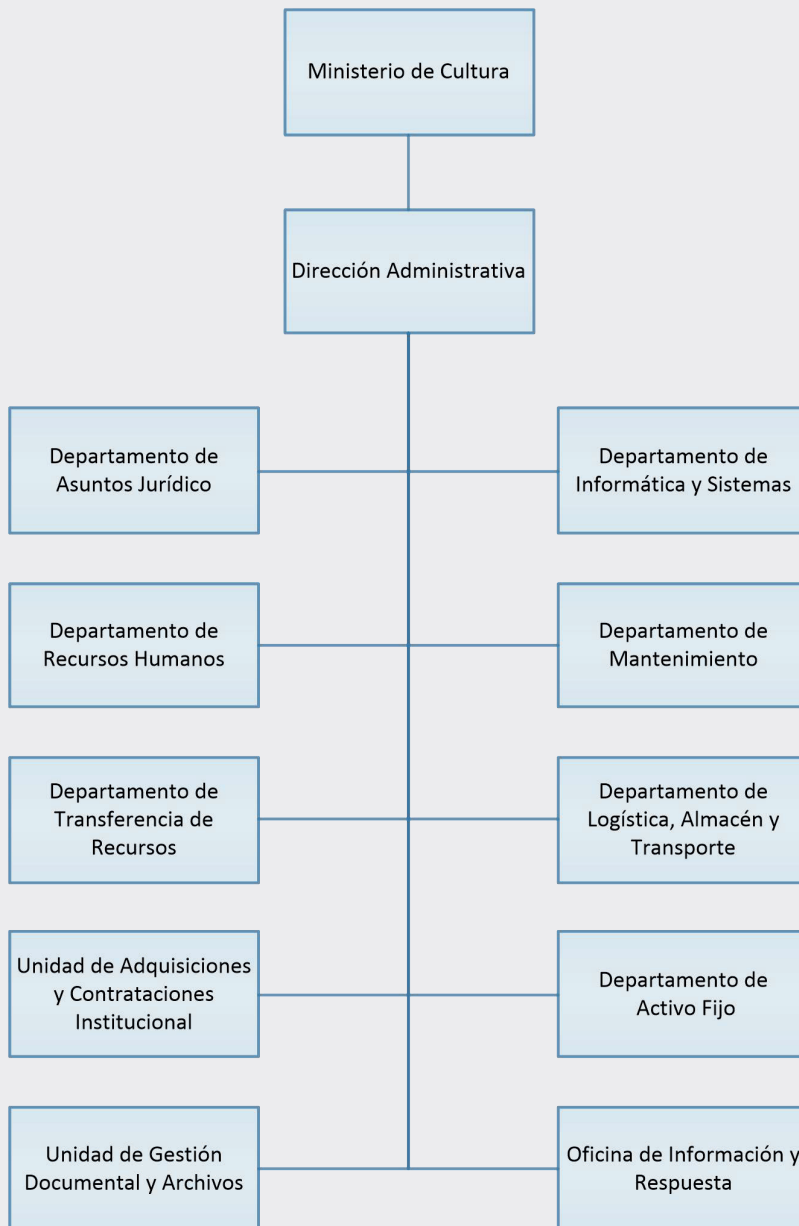 Ministerio de Cultura
Dirección Administrativa
Departamento de
Asuntos Jurídico
Departamento de
Informática y Sistemas
Departamento de
Recursos Humanos
Departamento de
Mantenimiento
Departamento de
Transferencia de
Recursos
Departamento de
Logística, Almacén y
Transporte
Unidad de Adquisiciones
y Contrataciones
Institucional
Departamento de
Activo Fijo
Unidad de Gestión
Documental y Archivos
Oficina de Información y
Respuesta